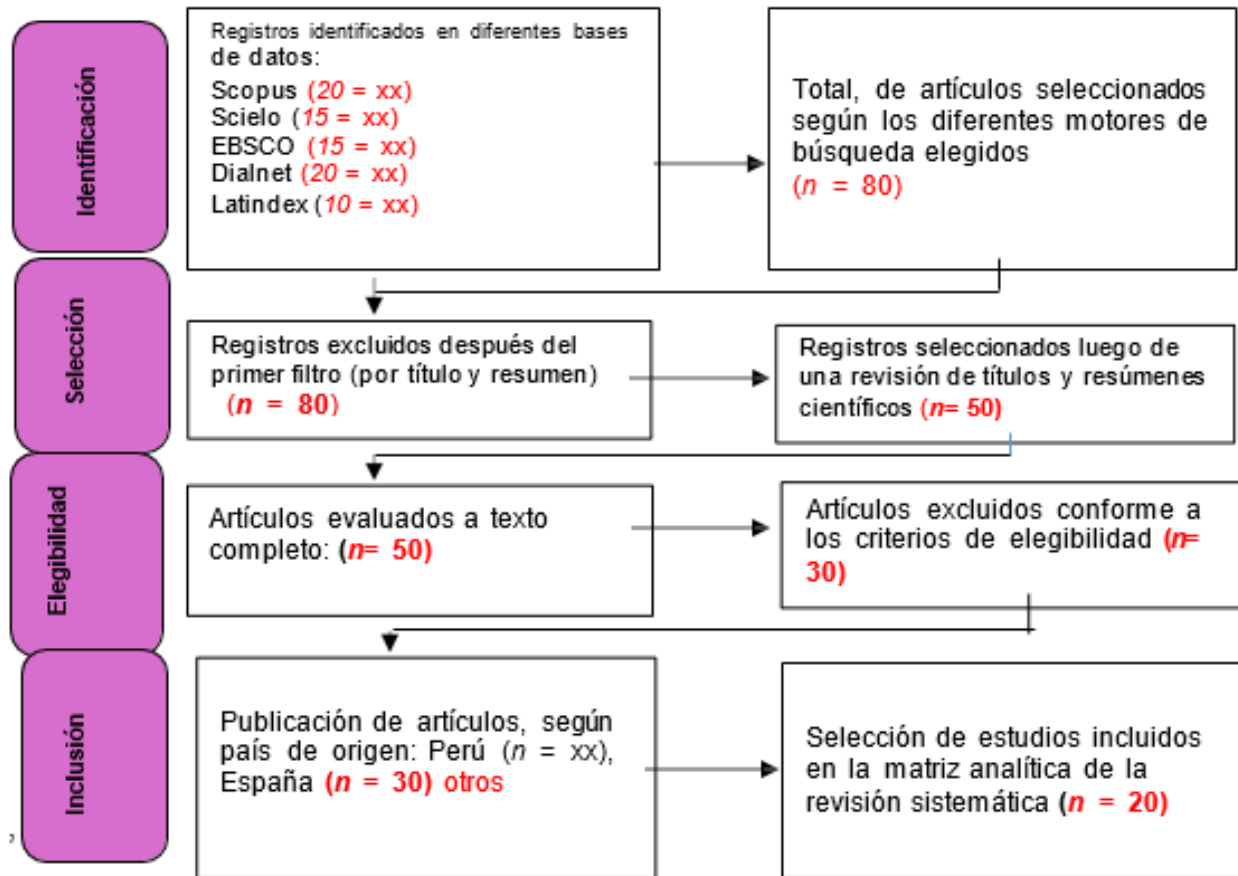 Identificación
Registros identificados en diferentes bases
de datos:
Scopus (20 = xx)
Scielo (15 = xx)
EBSCO (15 = xx)
Dialnet (20 = xx)
Latindex (10 = xx)
Total, de artículos seleccionados
según los diferentes motores de
búsqueda elegidos
(n = 80)
Selección
Registros excluidos después del
primer filtro (por título y resumen)
(n = 80)
Registros seleccionados luego de
una revisión de títulos y resúmenes
científicos (n= 50)
Elegibilidad
Artículos evaluados a texto
completo: (n= 50)
Artículos excluidos conforme a
los criterios de elegibilidad (n=
30)
Inclusión
Publicación de artículos, según
país de origen: Perú (n = xx),
España (n = 30) otros
Selección de estudios incluidos
en la matriz analítica de la
revisión sistemática (n = 20)